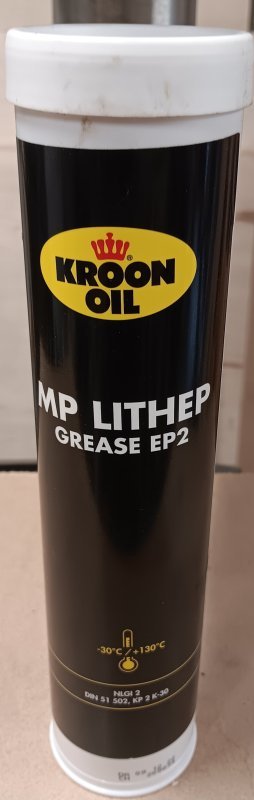 KROON
®
OIL
MP LITHEP
GREASE EP2
-30°C / +130°C
NLGI 2
DIN 51 502, KP 2 K-30